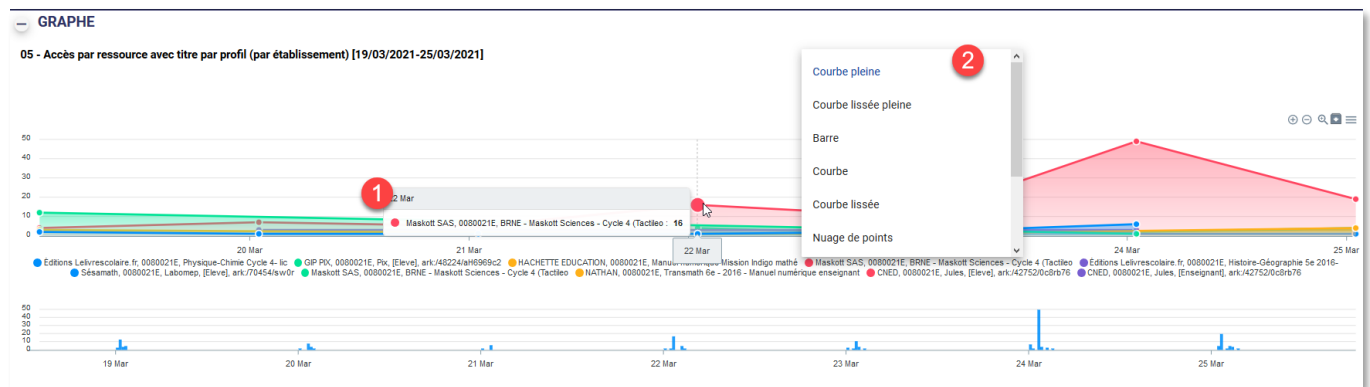 GRAPHE
05 - Accès par ressource avec titre par profil (par établissement) [19/03/2021-25/03/2021]
2
Courbe pleine
Courbe lissée pleine
Barre
Courbe
Courbe lissée
Nuage de points
50
40
30
20
10
0
1
22 Mar
Maskott SAS, 0080021E, BRNE - Maskott Sciences - Cycle 4 (Tactileo : 16
20 Mar
21 Mar
22 Mar
24 Mar
25 Mar
Éditions Lelivrescolaire.fr, 0080021E, Physique-Chimie Cycle 4- lic GIP PIX, 0080021E, Pix, [Eleve], ark:/48224/aH6969c2 HACHETTE EDUCATION, 0080021E, Manuel Mission Indigo mathé Maskott SAS, 0080021E, BRNE - Maskott Sciences - Cycle 4 (Tactileo Éditions Lelivrescolaire.fr, 0080021E, Histoire-Géographie 5e 2016-
Sésamath, 0080021E, Labomep, [Eleve], ark:/70454/sw0r Maskott SAS, 0080021E, BRNE - Maskott Sciences - Cycle 4 (Tactileo NATHAN, 0080021E, Transmath 6e - 2016 - Manuel numérique enseignant CNED, 0080021E, Jules, [Eleve], ark:/42752/0c8rb76 CNED, 0080021E, Jules, [Enseignant], ark:/42752/0c8rb76
50
40
30
20
10
0
19 Mar
20 Mar
21 Mar
22 Mar
23 Mar
24 Mar
25 Mar